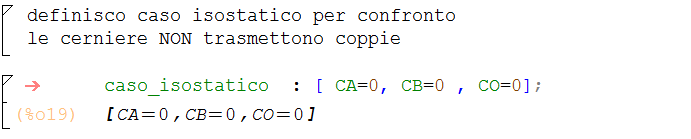 definisco caso isostatico per confronto
le cerniere NON trasmettono coppie
→ caso_isostatico : [ CA=0, CB=0 , CO=0];
(%o19) [CA=0,CB=0,CO=0]